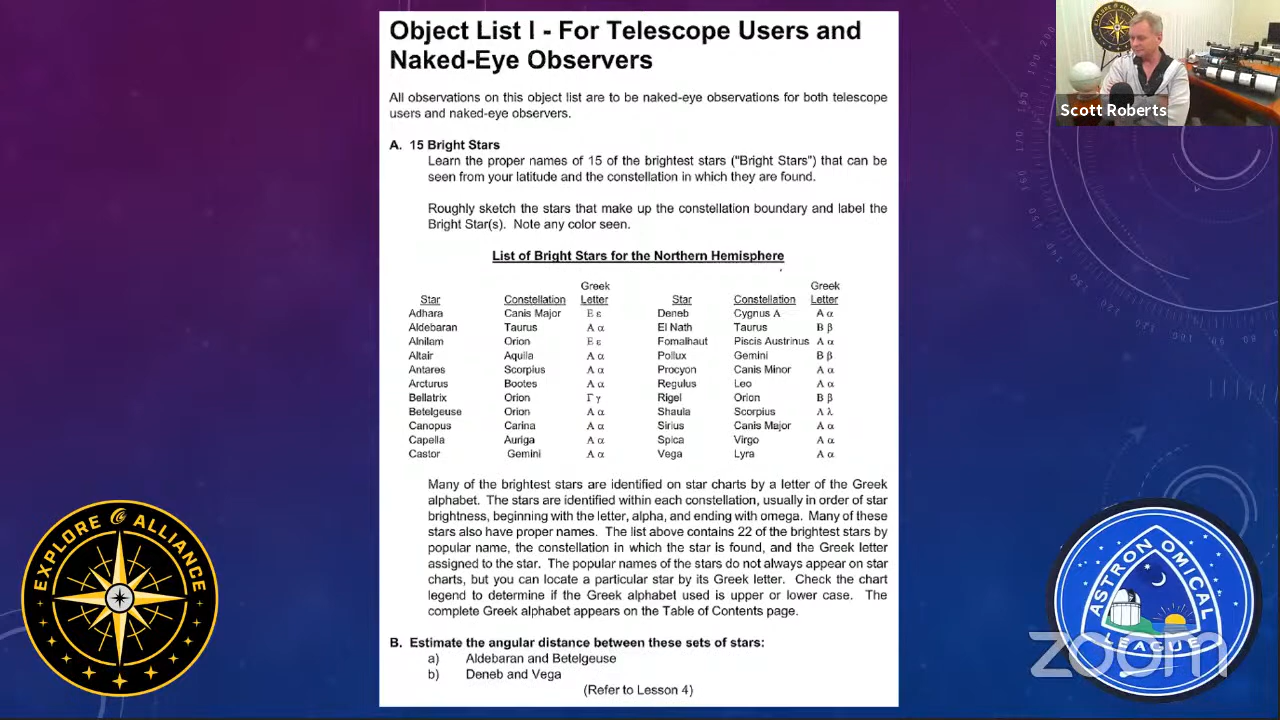 Object List I - For Telescope Users and
Naked-Eye Observers
All observations on this object list are to be naked-eye observations for both telescope
users and naked-eye observers.
A. 15 Bright Stars
Learn the proper names of 15 of the brightest stars ("Bright Stars") that can be
seen from your latitude and the constellation in which they are found.
Roughly sketch the stars that make up the constellation boundary and label the
Bright Star(s). Note any color seen.
List of Bright Stars for the Northern Hemisphere
Greek Greek
Star Constellation Letter Star Constellation Letter
Adhara Canis Major Ε ε Deneb Cygnus A Α α
Aldebaran Taurus Α α El Nath Taurus Β β
Alnilam Orion Ε ε Fomalhaut Piscis Austrinus Α α
Altair Aquila Α α Pollux Gemini Β β
Antares Scorpius Α α Procyon Canis Minor Α α
Arcturus Bootes Α α Regulus Leo Α α
Bellatrix Orion Γ γ Rigel Orion Β β
Betelgeuse Orion Α α Shaula Scorpius Λ λ
Canopus Carina Α α Sirius Canis Major Α α
Capella Auriga Α α Spica Virgo Α α
Castor Gemini Α α Vega Lyra Α α
Many of the brightest stars are identified on star charts by a letter of the Greek
alphabet. The stars are identified within each constellation, usually in order of star
brightness, beginning with the letter, alpha, and ending with omega. Many of these
stars also have proper names. The list above contains 22 of the brightest stars by
popular name, the constellation in which the star is found, and the Greek letter
assigned to the star. The popular names of the stars do not always appear on star
charts, but you can locate a particular star by its Greek letter. Check the chart
legend to determine if the Greek alphabet used is upper or lower case. The
complete Greek alphabet appears on the Table of Contents page.
B. Estimate the angular distance between these sets of stars:
a) Aldebaran and Betelgeuse
b) Deneb and Vega
(Refer to Lesson 4)
Scott Roberts
EXPLORE ALLIANCE
ASTRONOMICAL
LEAGUE
zoom